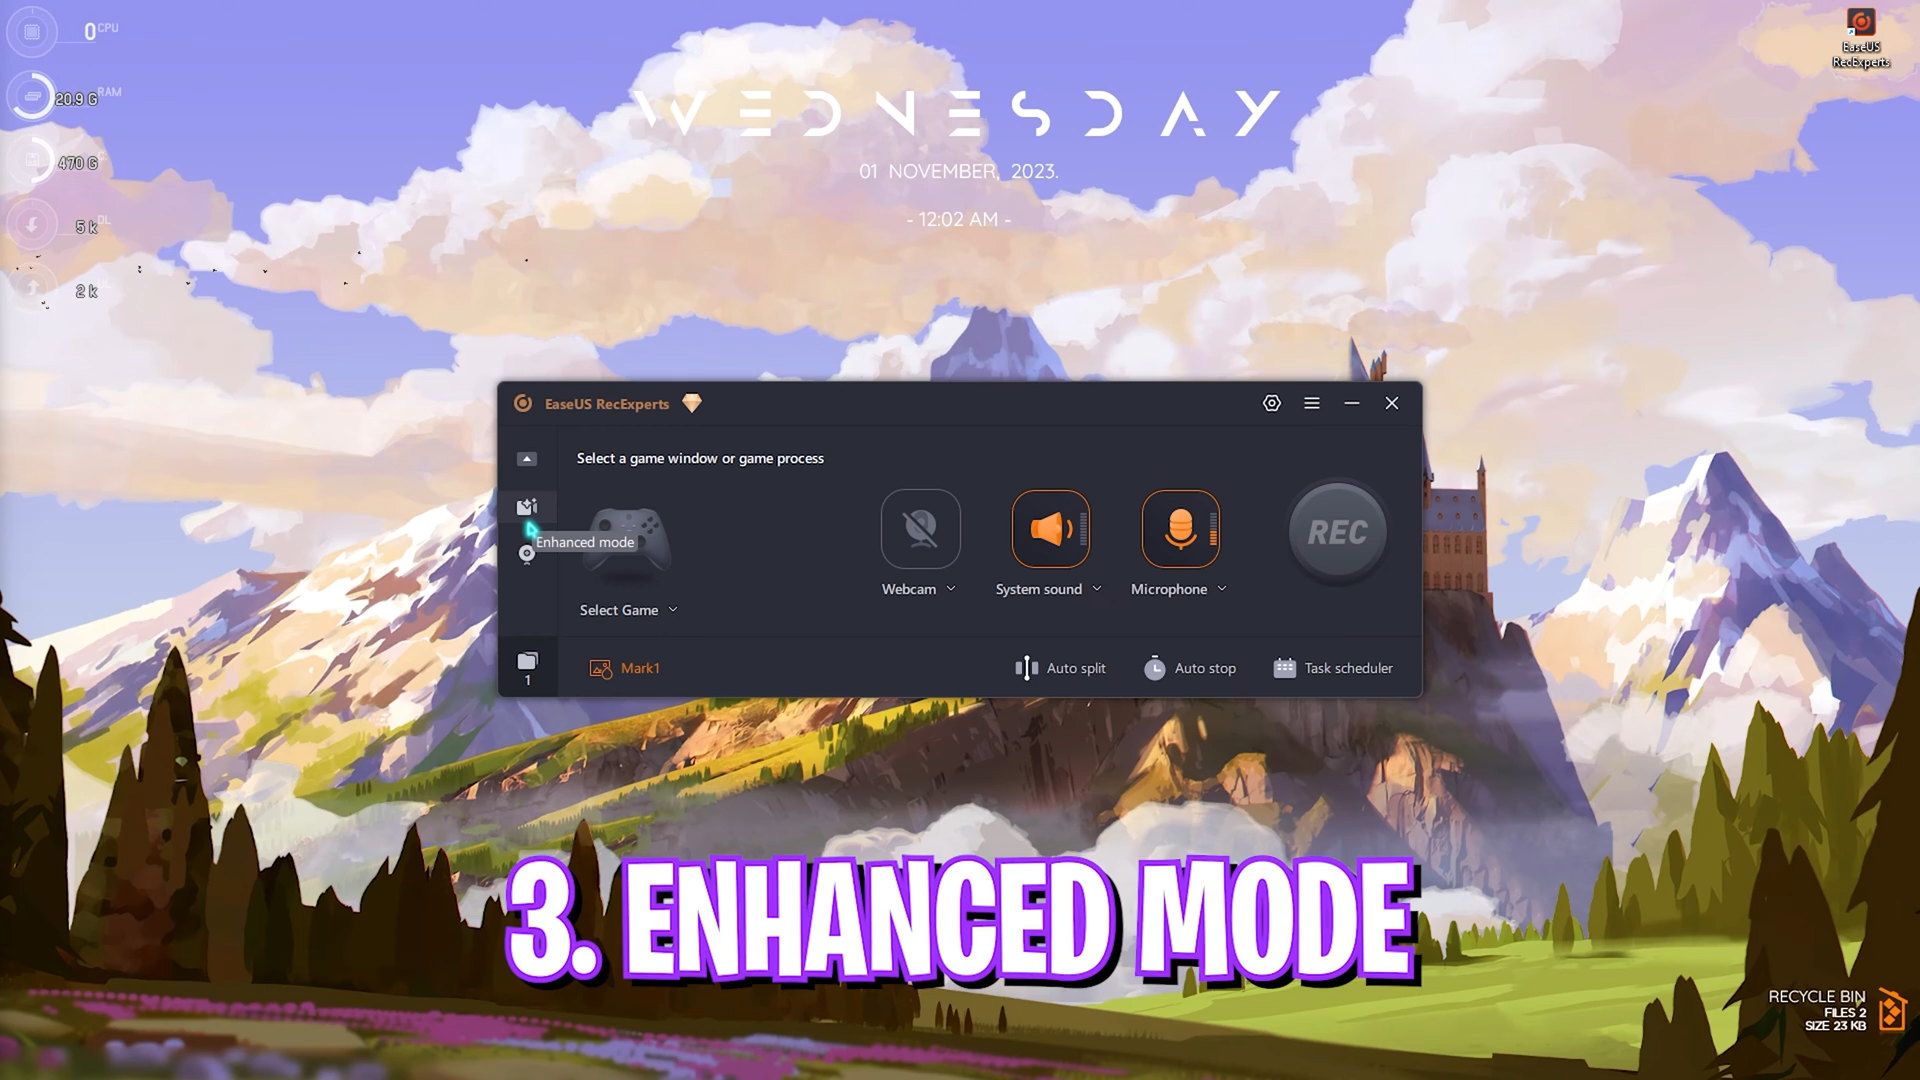 0 CPU
20.9 G RAM
470 G
5 k DL
2 k
EaseUS
RecExperts
WEDNESDAY
01 NOVEMBER, 2023.
- 12:02 AM -
EaseUS RecExperts
Select a game window or game process
Enhanced mode
Select Game
Webcam
System sound
Microphone
REC
1
Mark1
Auto split
Auto stop
Task scheduler
3. ENHANCED MODE
RECYCLE BIN
FILES 2
SIZE 23 KB